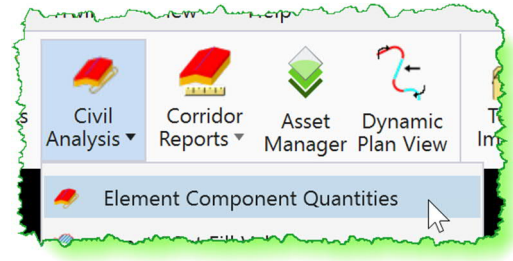 Civil
Analysis
Corridor
Reports
Asset
Manager
Dynamic
Plan View
Element Component Quantities